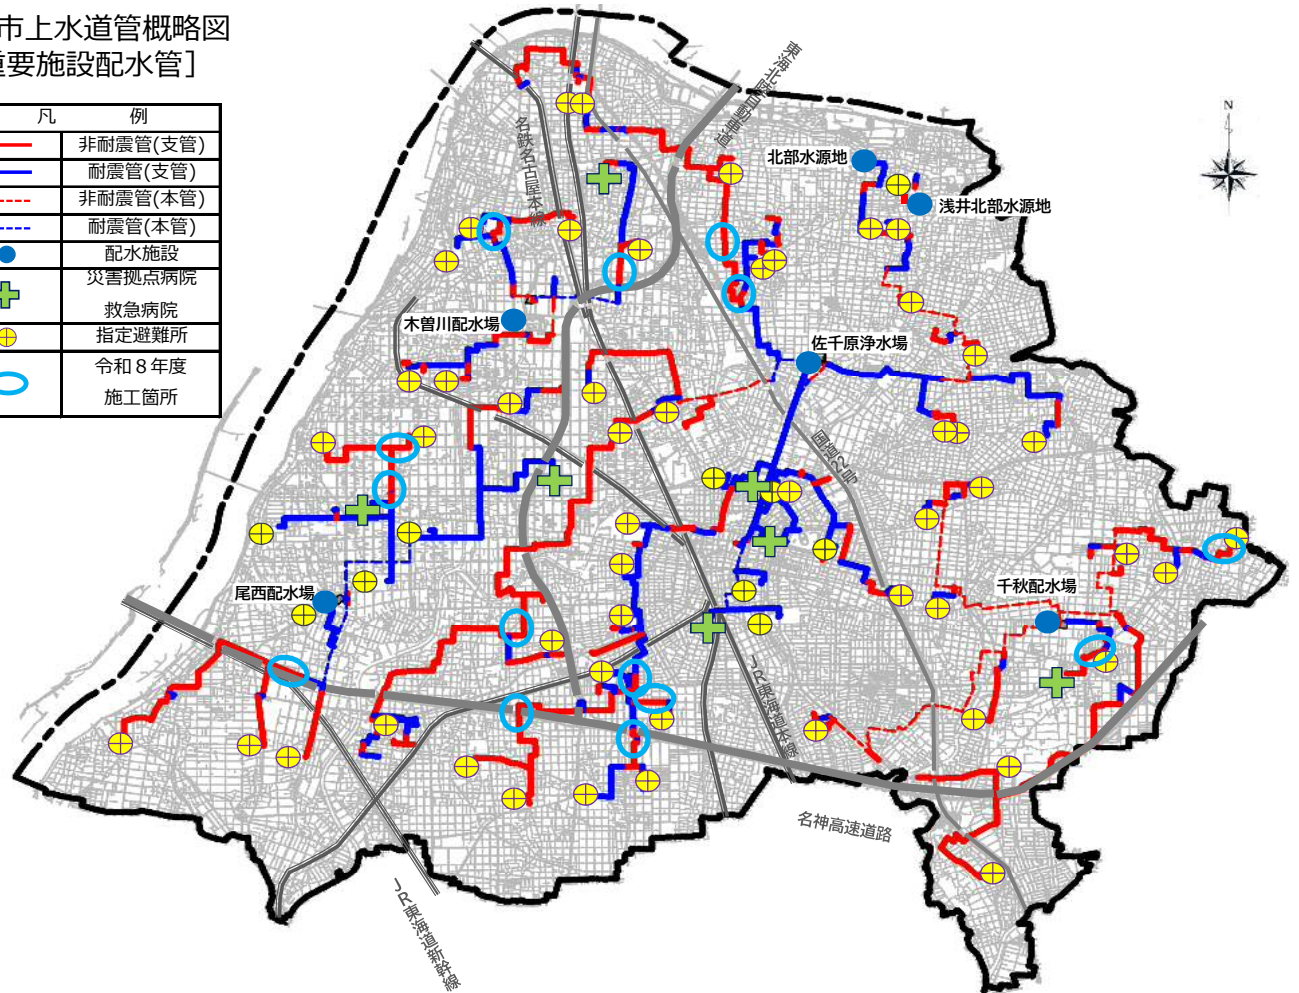 市上水道管概略図
重要施設配水管]
凡 例
非耐震管(支管)
耐震管(支管)
非耐震管(本管)
耐震管(本管)
配水施設
災害拠点病院
救急病院
指定避難所
令和８年度
施工箇所
東海北陸自動車道
名鉄名古屋本線
N
北部水源地
浅井北部水源地
木曽川配水場
佐千原浄水場
国道22号
尾西配水場
千秋配水場
JR東海道本線
名神高速道路
JR東海道新幹線